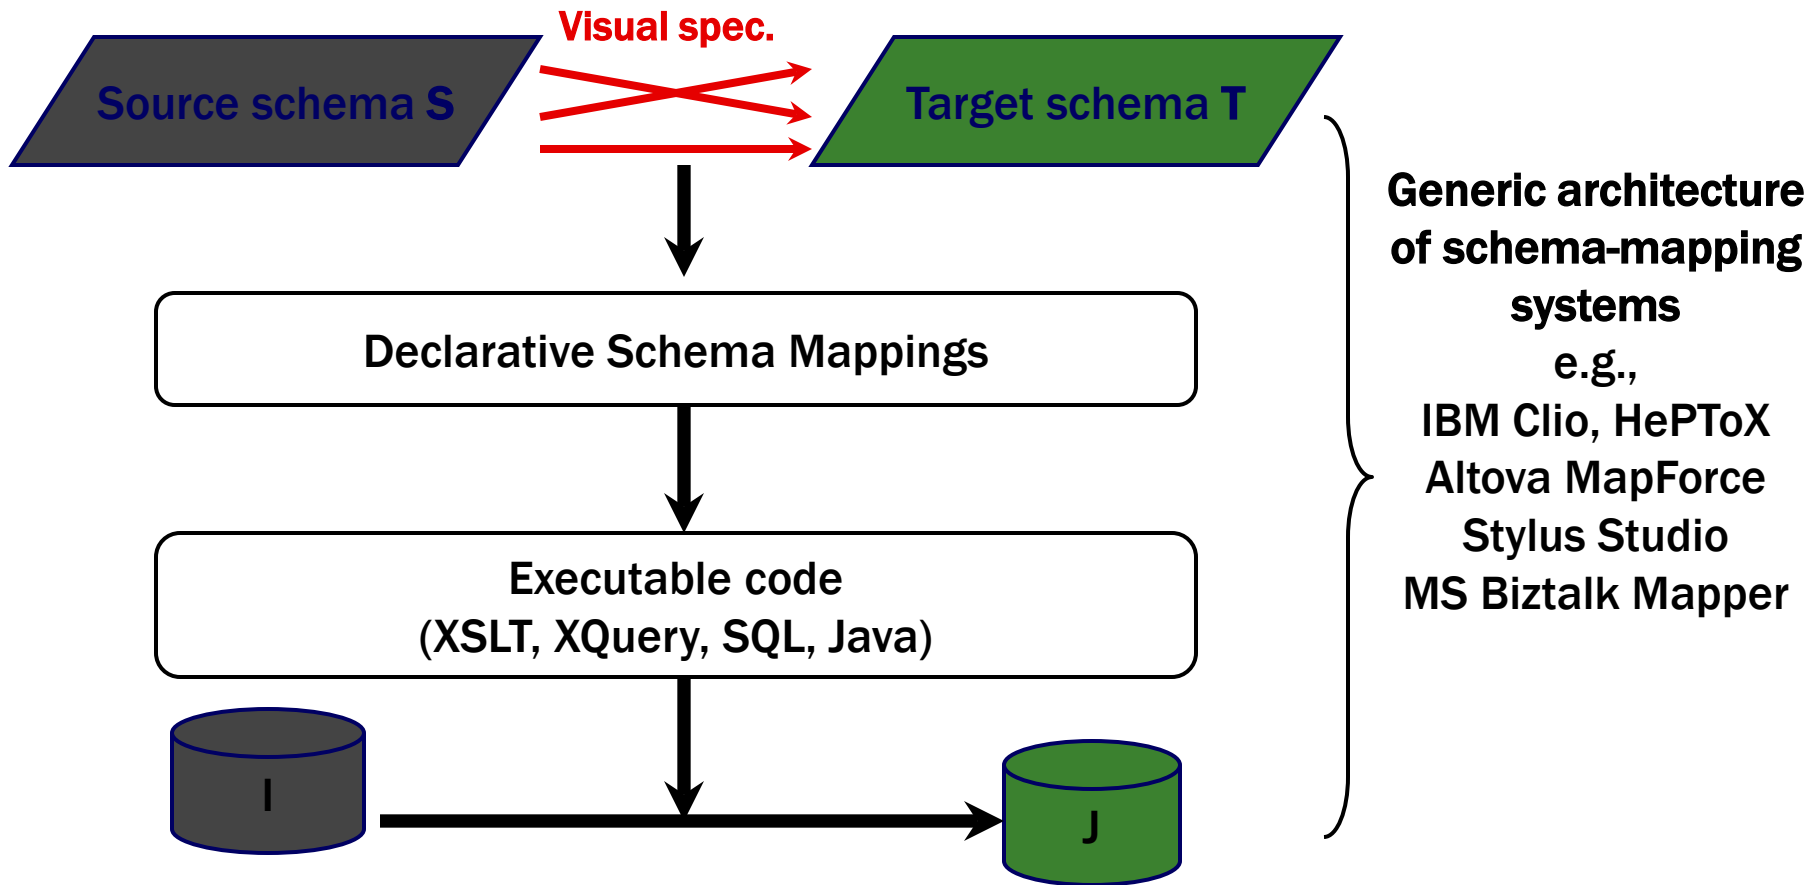 Visual spec.
Source schema S
Target schema T
Generic architecture
of schema-mapping
systems
e.g.,
IBM Clio, HePToX
Altova MapForce
Stylus Studio
MS Biztalk Mapper
Declarative Schema Mappings
Executable code
(XSLT, XQuery, SQL, Java)
I
J